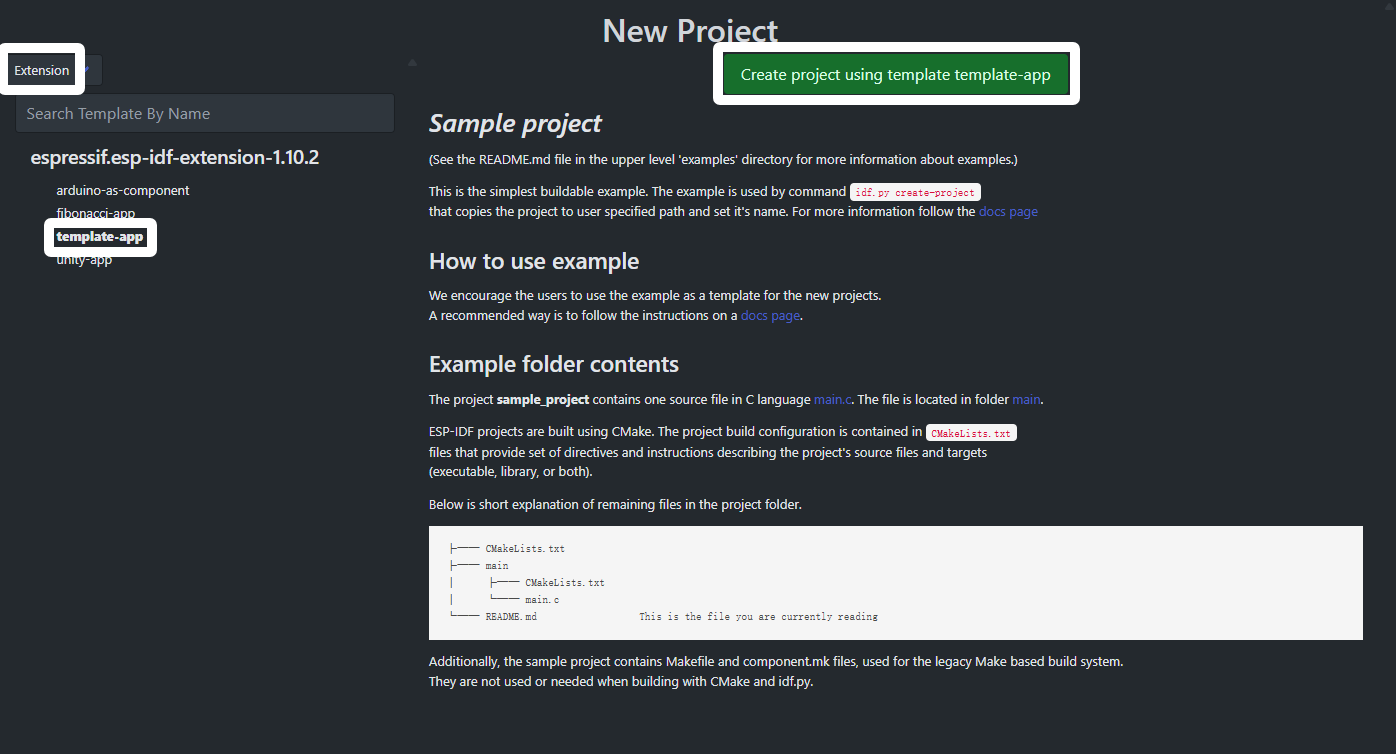 New Project
Extension
Create project using template template-app
Search Template By Name
espressif.esp-idf-extension-1.10.2
arduino-as-component
fibonacci-app
template-app
unity-app
Sample project
(See the README.md file in the upper level 'examples' directory for more information about examples.)
This is the simplest buildable example. The example is used by command idf.py create-project
that copies the project to user specified path and set it's name. For more information follow the docs page
How to use example
We encourage the users to use the example as a template for the new projects.
A recommended way is to follow the instructions on a docs page.
Example folder contents
The project sample_project contains one source file in C language main.c. The file is located in folder main.
ESP-IDF projects are built using CMake. The project build configuration is contained in CMakeLists.txt
files that provide set of directives and instructions describing the project's source files and targets
(executable, library, or both).
Below is short explanation of remaining files in the project folder.
├── CMakeLists.txt
├── main
│   ├── CMakeLists.txt
│   └── main.c
└── README.md This is the file you are currently reading
Additionally, the sample project contains Makefile and component.mk files, used for the legacy Make based build system.
They are not used or needed when building with CMake and idf.py.